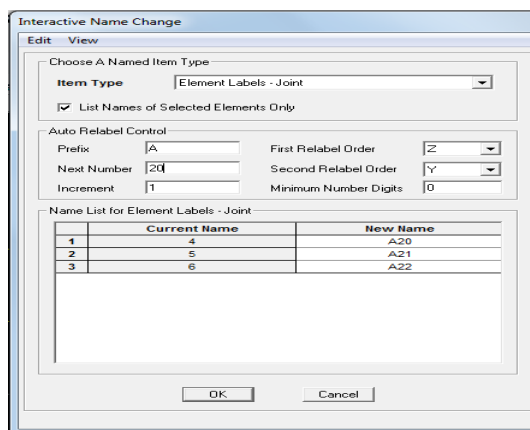 Interactive Name Change
Edit View
Choose A Named Item Type
Item Type Element Labels - Joint
List Names of Selected Elements Only
Auto Relabel Control
Prefix A First Relabel Order Z
Next Number 20 Second Relabel Order Y
Increment 1 Minimum Number Digits 0
Name List for Element Labels - Joint
Current Name New Name
1 4 A20
2 5 A21
3 6 A22
OK Cancel